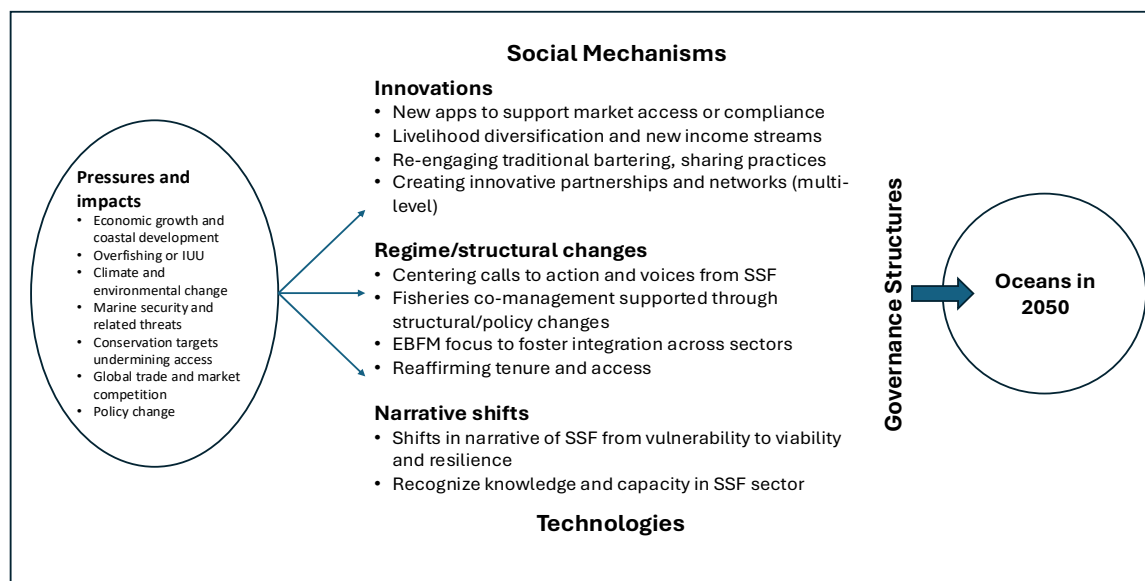 Social Mechanisms
Pressures and
impacts
• Economic growth and
coastal development
• Overfishing or IUU
• Climate and
environmental change
• Marine security and
related threats
• Conservation targets
undermining access
• Global trade and market
competition
• Policy change
Innovations
• New apps to support market access or compliance
• Livelihood diversification and new income streams
• Re-engaging traditional bartering, sharing practices
• Creating innovative partnerships and networks (multi-
level)
Regime/structural changes
• Centering calls to action and voices from SSF
• Fisheries co-management supported through
structural/policy changes
• EBFM focus to foster integration across sectors
• Reaffirming tenure and access
Narrative shifts
• Shifts in narrative of SSF from vulnerability to viability
and resilience
• Recognize knowledge and capacity in SSF sector
Technologies
Governance Structures
Oceans in
2050